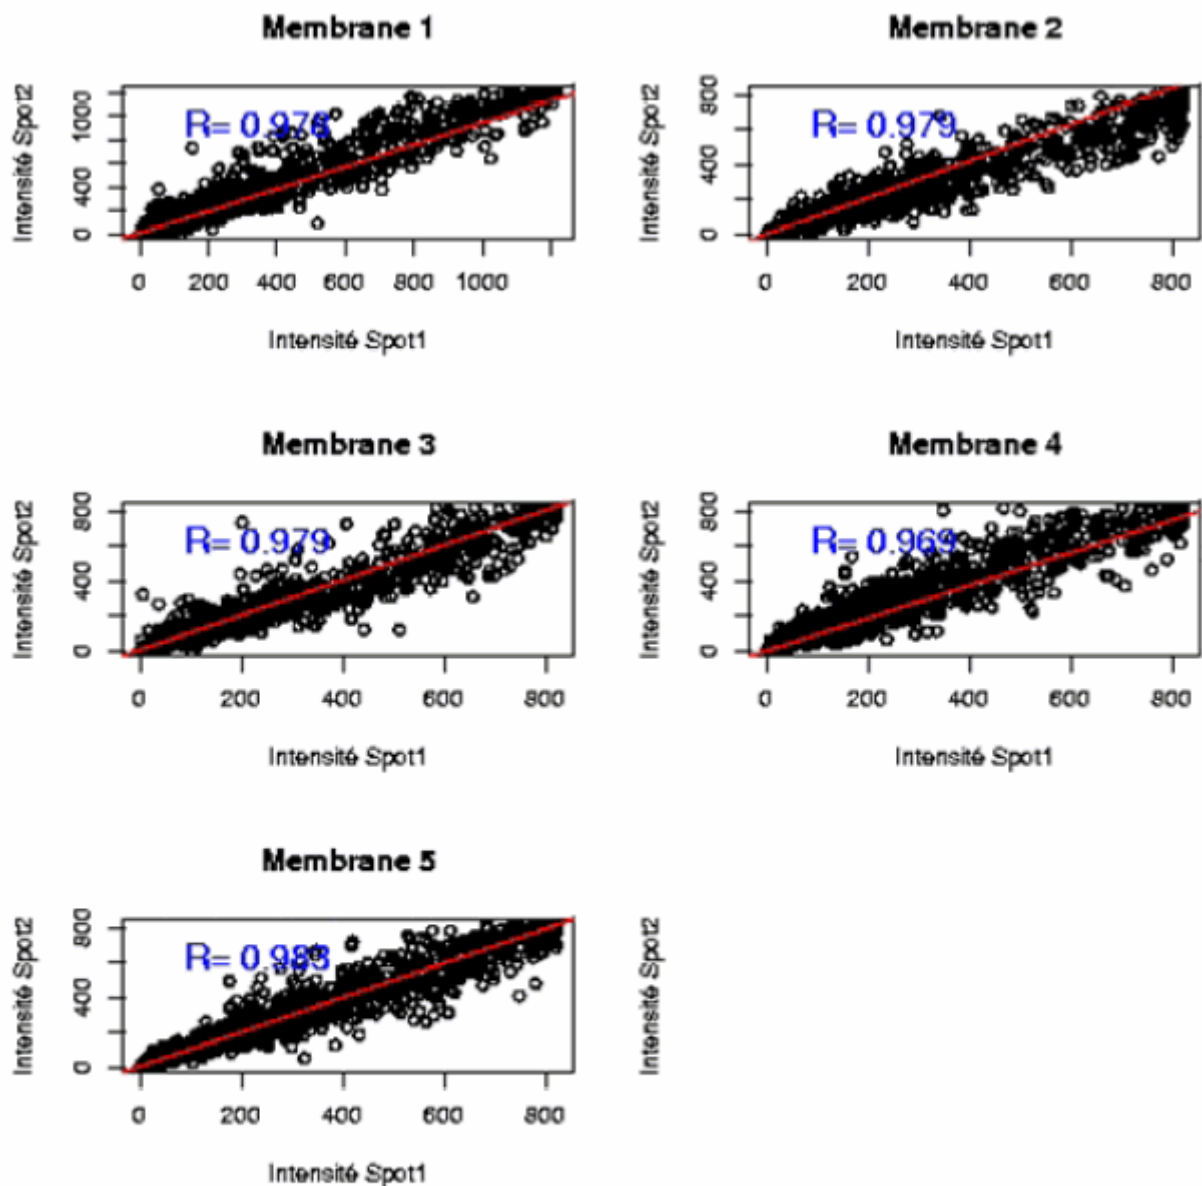 Membrane 1
Membrane 2
Intensité Spot2
1000
400
0
R= 0.978
0 200 400 600 800 1000
Intensité Spot1
Intensité Spot2
800
400
0
R= 0.979
0 200 400 600 800
Intensité Spot1
Membrane 3
Membrane 4
Intensité Spot2
800
400
0
R= 0.979
0 200 400 600 800
Intensité Spot1
Intensité Spot2
800
400
0
R= 0.969
0 200 400 600 800
Intensité Spot1
Membrane 5
Intensité Spot2
800
400
0
R= 0.983
0 200 400 600 800
Intensité Spot1
Intensité Spot2